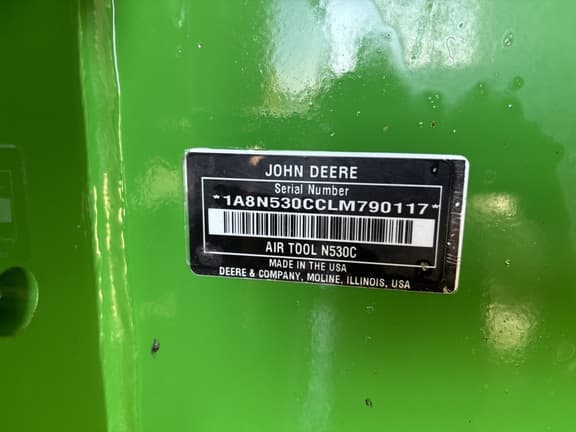 JOHN DEERE
Serial Number
*1A8N530CCLM790117*
AIR TOOL N530C
MADE IN THE USA
DEERE & COMPANY, MOLINE, ILLINOIS, USA